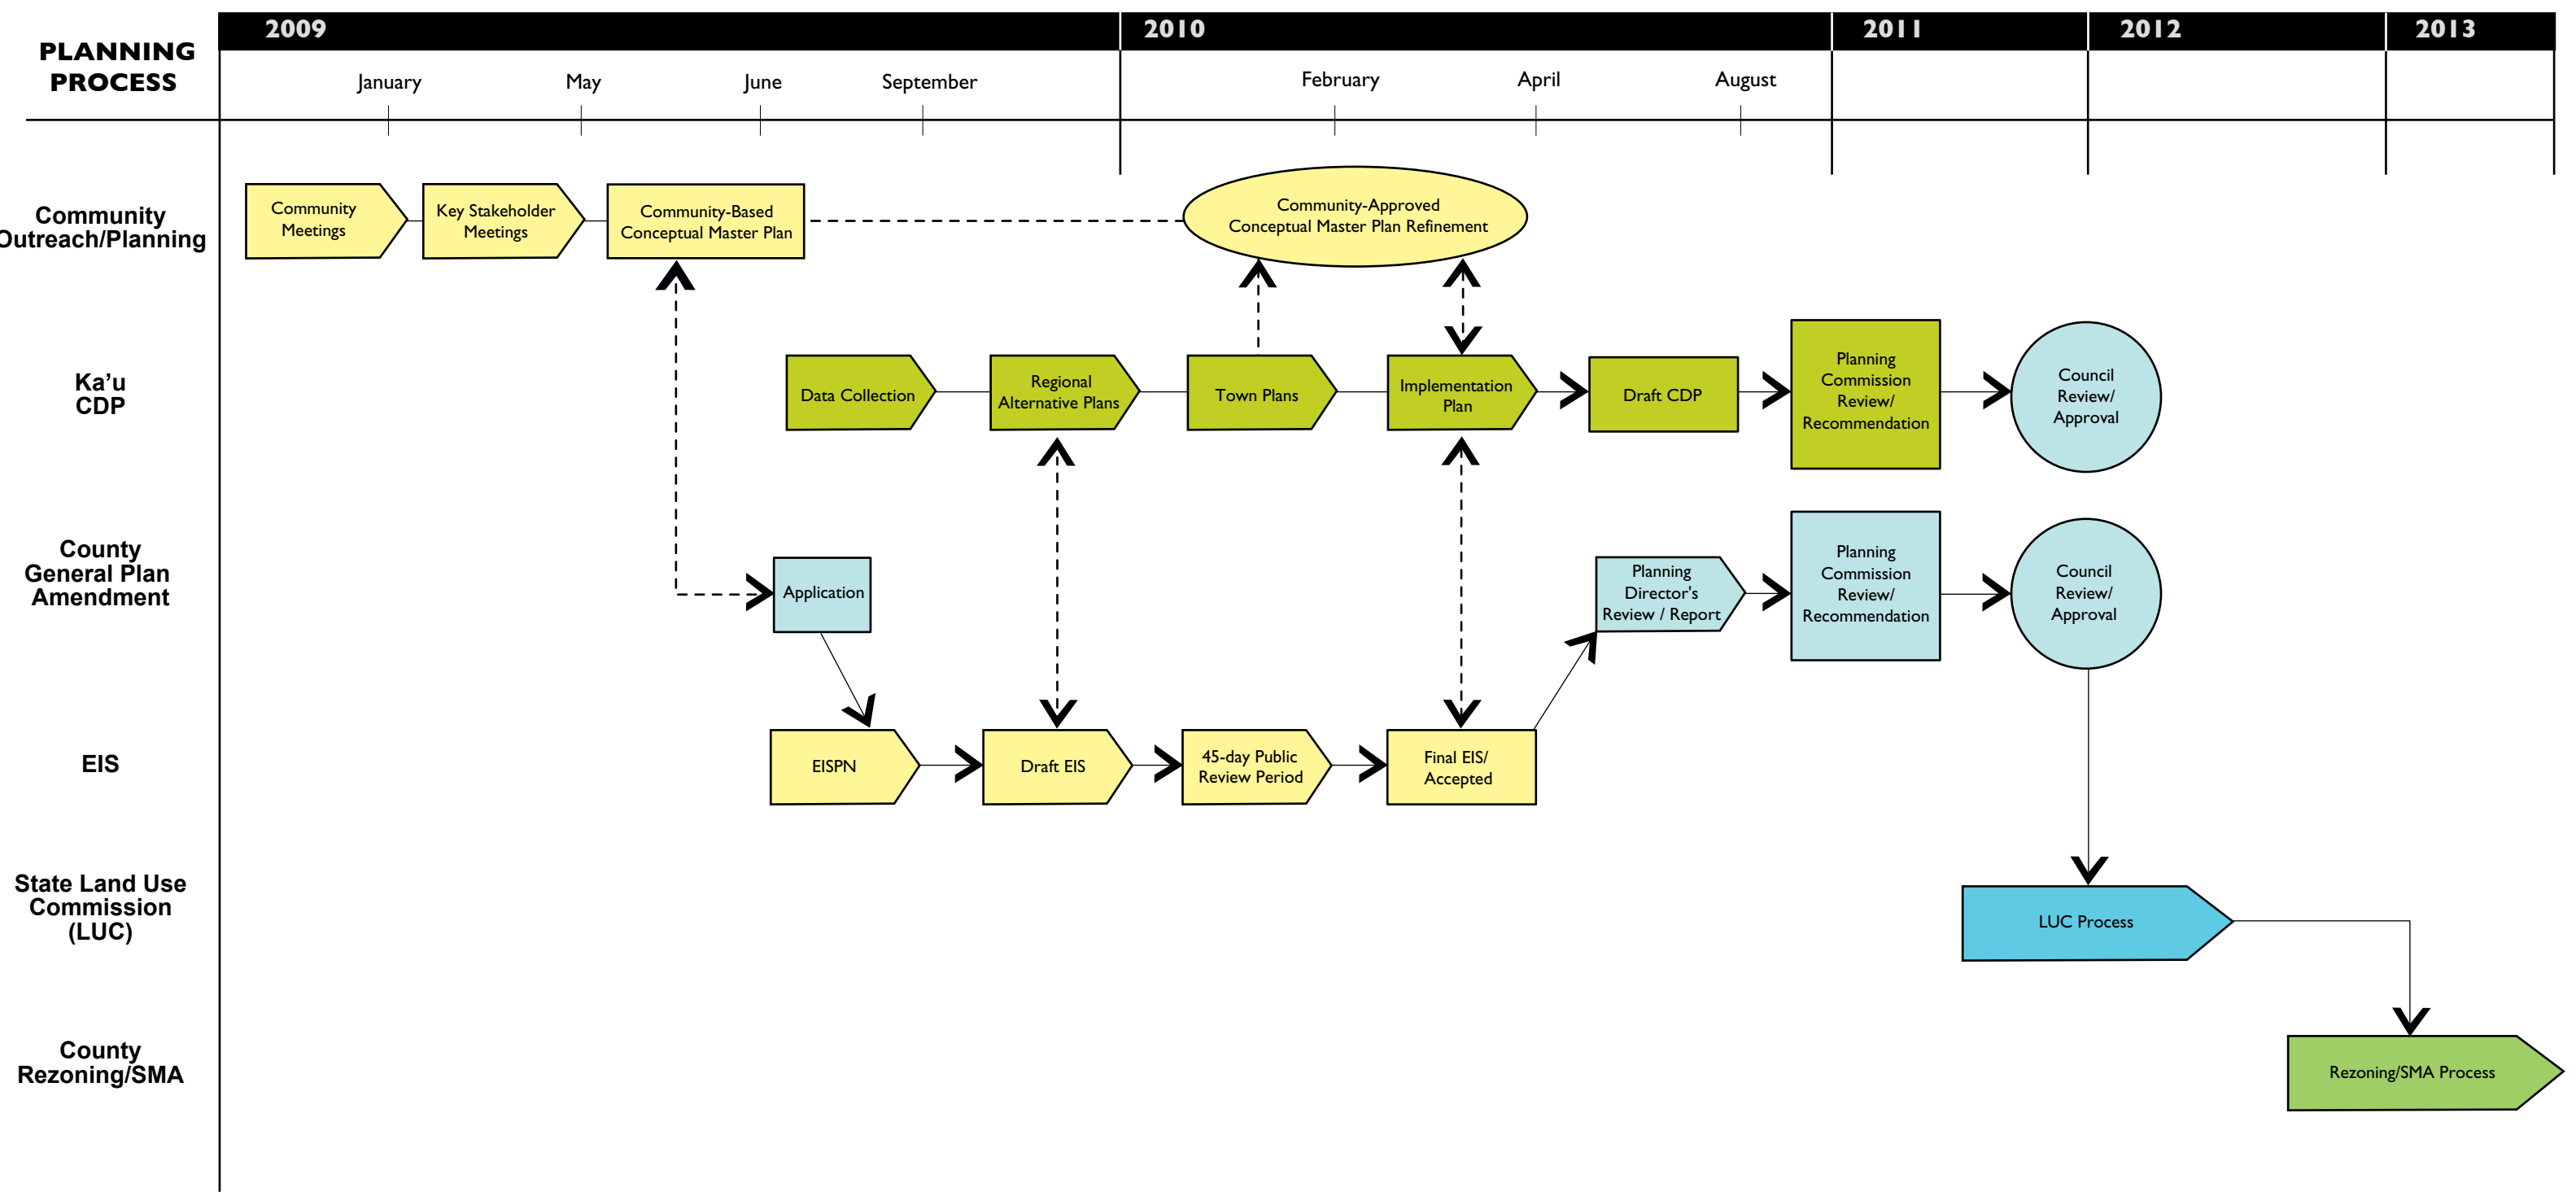 PLANNING
PROCESS
2009
2010
2011
2012
2013
January
May
June
September
February
April
August
Community
Outreach/Planning
Community
Meetings
Key Stakeholder
Meetings
Community-Based
Conceptual Master Plan
Community-Approved
Conceptual Master Plan Refinement
Ka’u
CDP
Data Collection
Regional
Alternative Plans
Town Plans
Implementation
Plan
Draft CDP
Planning
Commission
Review/
Recommendation
Council
Review/
Approval
County
General Plan
Amendment
Application
Planning
Director's
Review / Report
Planning
Commission
Review/
Recommendation
Council
Review/
Approval
EIS
EISPN
Draft EIS
45-day Public
Review Period
Final EIS/
Accepted
State Land Use
Commission
(LUC)
LUC Process
County
Rezoning/SMA
Rezoning/SMA Process